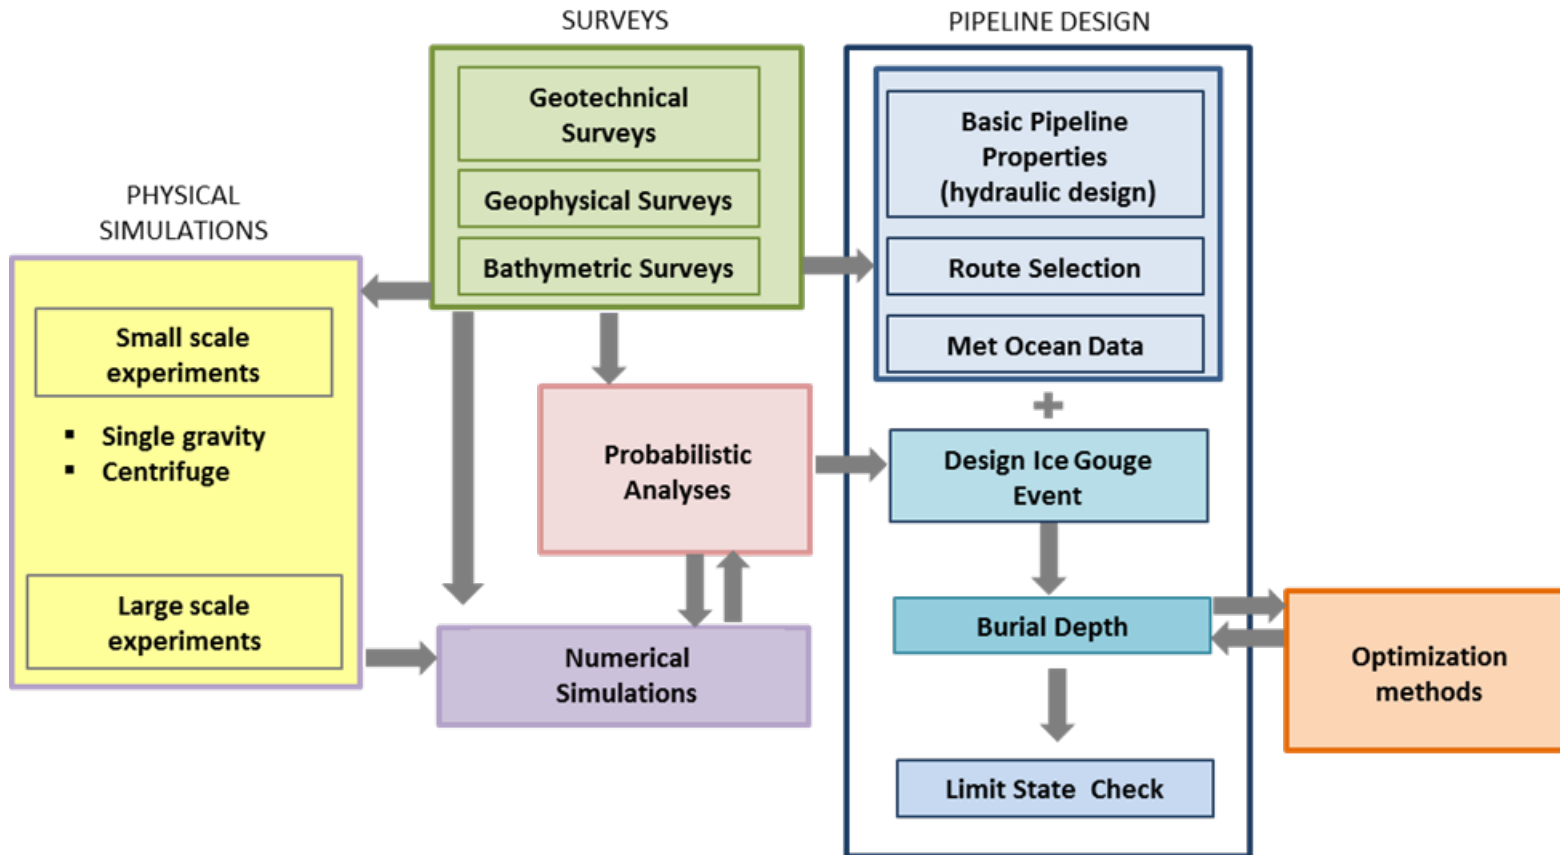 SURVEYS
PIPELINE DESIGN
PHYSICAL
SIMULATIONS
Geotechnical
Surveys
Geophysical Surveys
Bathymetric Surveys
Basic Pipeline
Properties
(hydraulic design)
Route Selection
Met Ocean Data
+
Small scale
experiments
▪ Single gravity
▪ Centrifuge
Large scale
experiments
Probabilistic
Analyses
Numerical
Simulations
Design Ice Gouge
Event
Burial Depth
Limit State Check
Optimization
methods